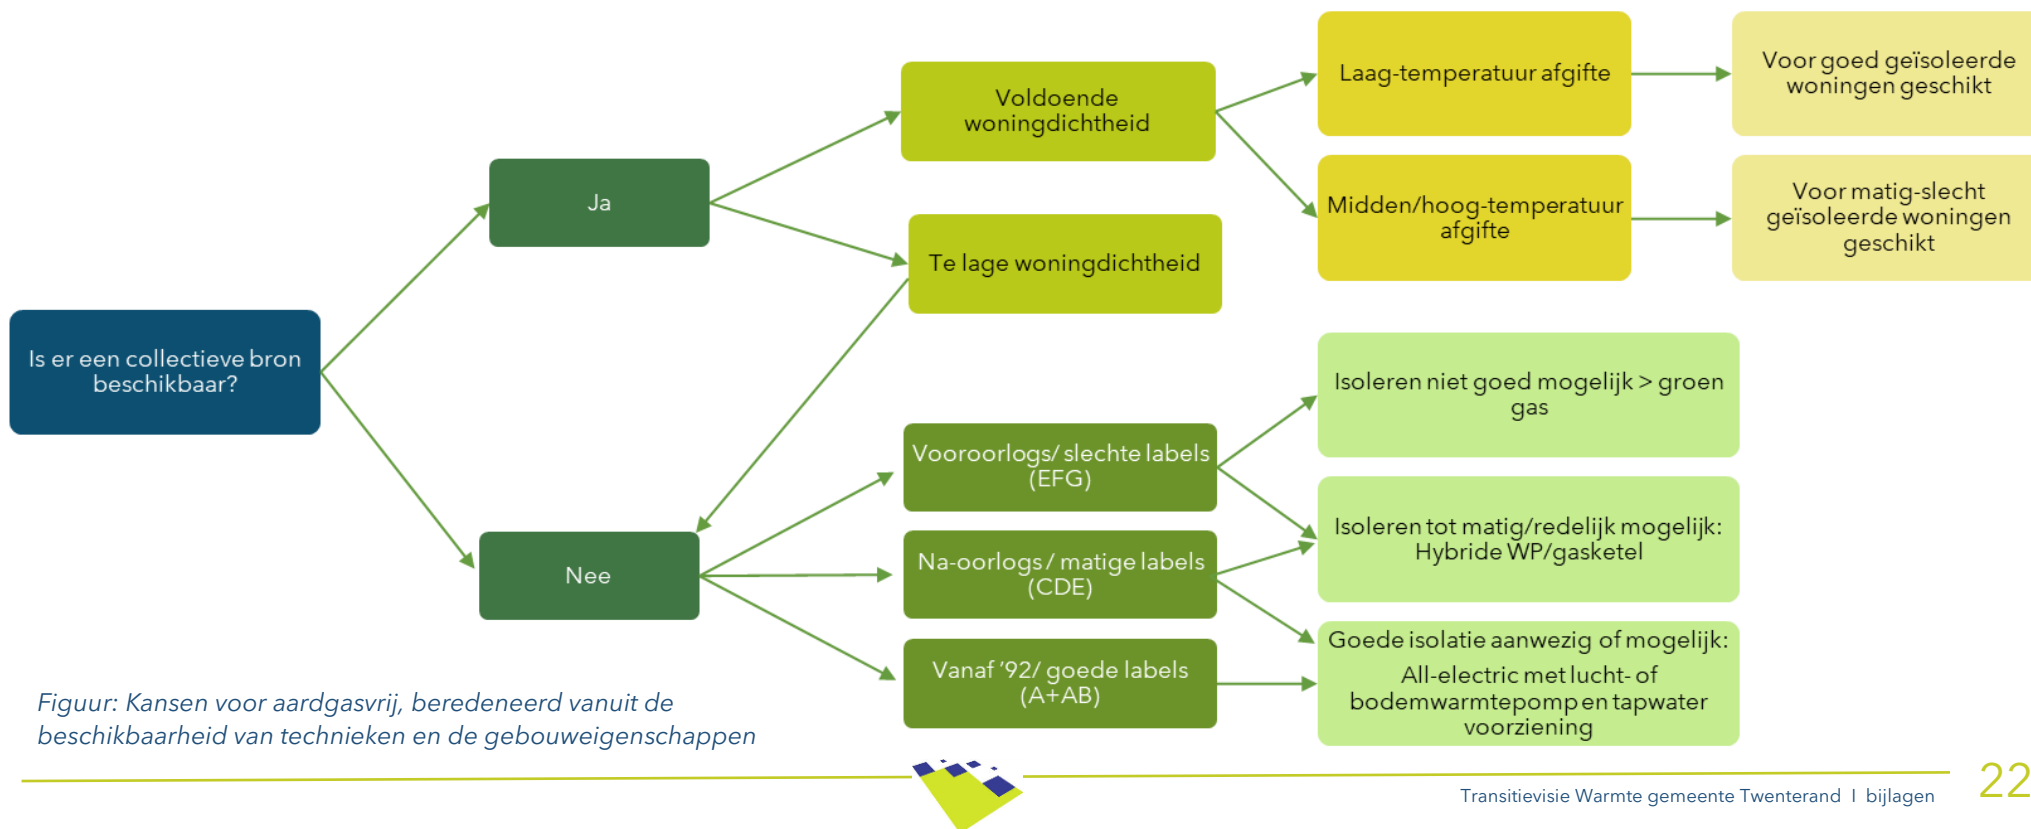 Is er een collectieve bron
beschikbaar?
Ja
Nee
Voldoende
woningdichtheid
Te lage woningdichtheid
Laag-temperatuur afgifte
Midden/hoog-temperatuur
afgifte
Voor goed geïsoleerde
woningen geschikt
Voor matig-slecht
geïsoleerde woningen
geschikt
Vooroorlogs/ slechte labels
(EFG)
Na-oorlogs / matige labels
(CDE)
Vanaf ’92/ goede labels
(A+AB)
Isoleren niet goed mogelijk > groen
gas
Isoleren tot matig/redelijk mogelijk:
Hybride WP/gasketel
Goede isolatie aanwezig of mogelijk:
All-electric met lucht- of
bodemwarmtepomp en tapwater
voorziening
Figuur: Kansen voor aardgasvrij, beredeneerd vanuit de
beschikbaarheid van technieken en de gebouweigenschappen
Transitievisie Warmte gemeente Twenterand I bijlagen
22